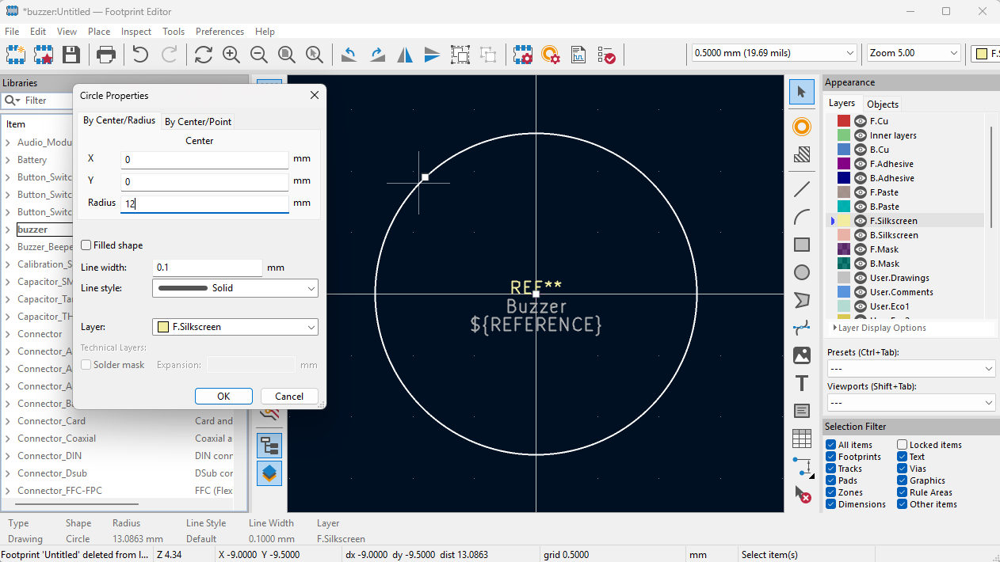 *buzzer:Untitled — Footprint Editor
File Edit View Place Inspect Tools Preferences Help
0.5000 mm (19.69 mils)
Zoom 5.00
Libraries
Filter
Item
Audio_Modu
Battery
Button_Switc
Button_Switc
Button_Switc
buzzer
Buzzer_Beepe
Calibration_S
Capacitor_SM
Capacitor_Tar
Capacitor_TH
Connector
Connector_A
Connector_A
Connector_A
Connector_Ba
Connector_Card Card and
Connector_Coaxial Coaxial a
Connector_DIN DIN conn
Connector_Dsub DSub cor
Connector_FFC-FPC FFC (Flex
Circle Properties
By Center/Radius By Center/Point
Center
X 0 mm
Y 0 mm
Radius 12 mm
Filled shape
Line width: 0.1 mm
Line style: Solid
Layer: F.Silkscreen
Technical Layers:
Solder mask Expansion: mm
OK Cancel
REF**
Buzzer
${REFERENCE}
Appearance
Layers Objects
F.Cu
Inner layers
B.Cu
F.Adhesive
B.Adhesive
F.Paste
B.Paste
F.Silkscreen
B.Silkscreen
F.Mask
B.Mask
User.Drawings
User.Comments
User.Eco1
Layer Display Options
Presets (Ctrl+Tab):
---
Viewports (Shift+Tab):
---
Selection Filter
All items Locked items
Footprints Text
Tracks Vias
Pads Graphics
Zones Rule Areas
Dimensions Other items
Type Shape Radius Line Style Line Width Layer
Drawing Circle 13.0863 mm Default 0.1000 mm F.Silkscreen
Footprint 'Untitled' deleted from l... Z 4.34 X -9.0000 Y -9.5000 dx -9.0000 dy -9.5000 dist 13.0863 grid 0.5000 mm Select item(s)